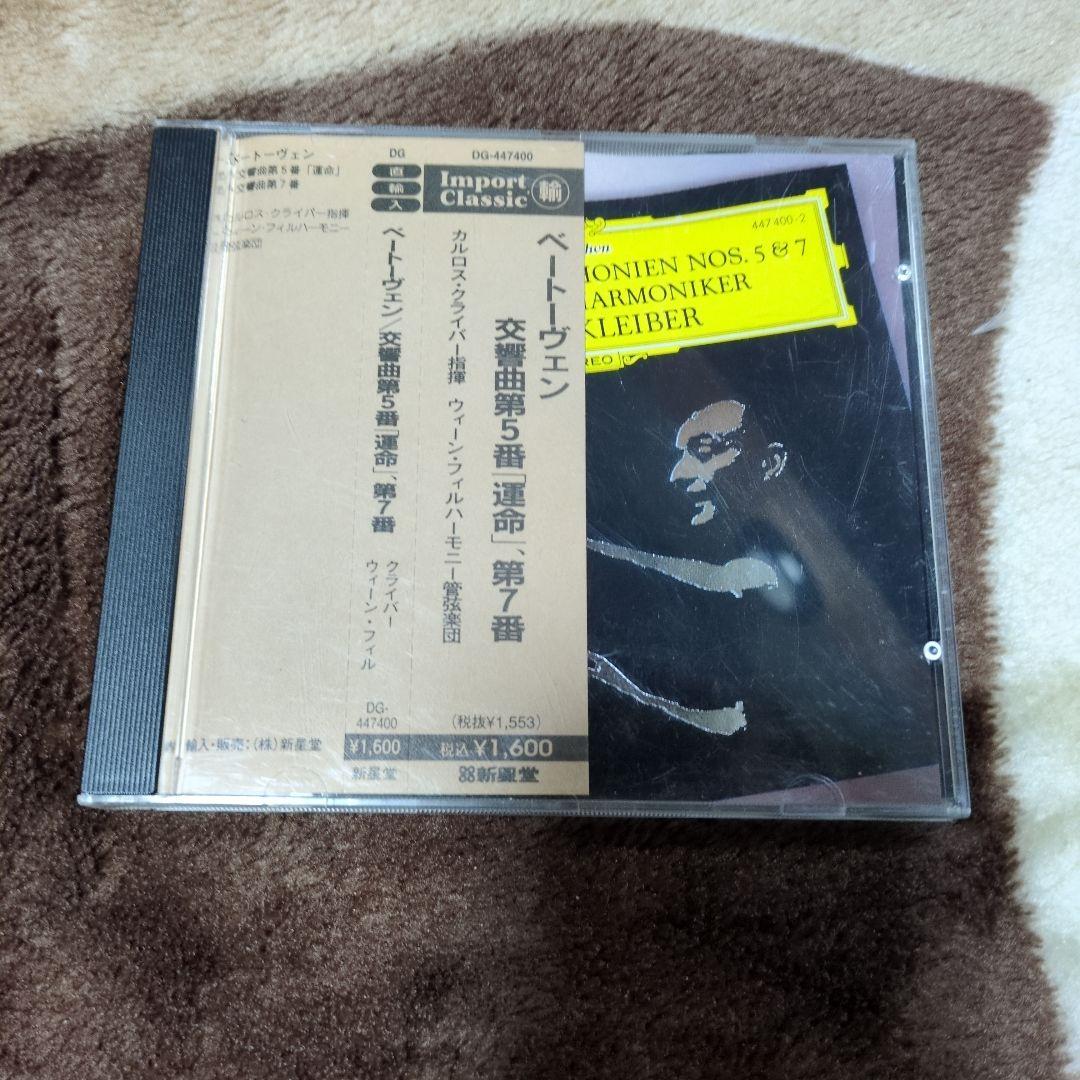 ートーヴェン
交響曲第5番「運命」
交響曲第7番
ルロス・クライバー指揮
ーン・フィルハーモニー
弦楽団
輸入・販売:(株)新星堂
DG
直
輸
入
ベートーヴェン/交響曲第5番「運命」、第7番
クライバー
ウィーン・フィル
DG-
447400
¥1,600
新星堂
DG-447400
Import
Classic
輸
ベートーヴェン
交響曲第5番「運命」、第7番
カルロス・クライバー指揮 ウィーン・フィルハーモニー管弦楽団
(税抜¥1,553)
税込¥1,600
新星堂
447 400-2
hen
HONIEN NOS. 5 & 7
HARMONIKER
KLEIBER
REO